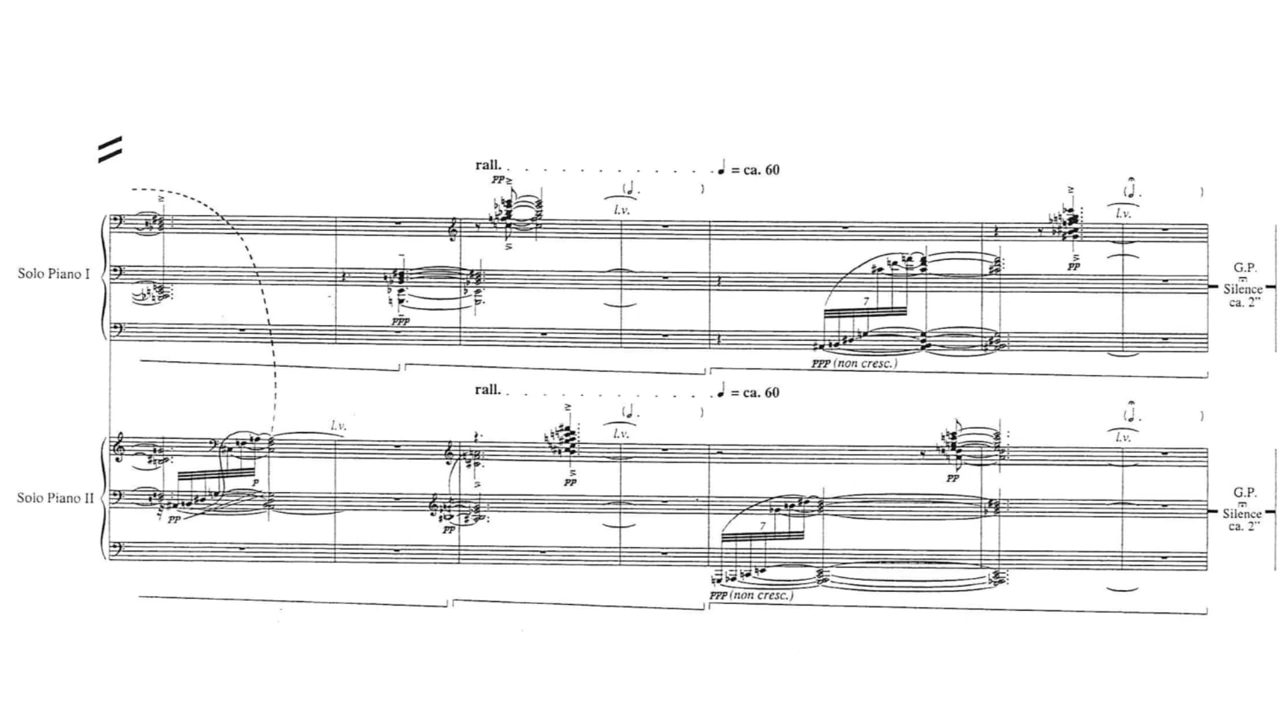 rall. ♩ = ca. 60
PP
(𝅗𝅥. )
l.v.
(𝅗𝅥. )
l.v.
Solo Piano I
PPP
7
PP
G.P.
Silence
ca. 2"
PPP (non cresc.)
rall. ♩ = ca. 60
(𝅗𝅥. )
l.v.
l.v.
(𝅗𝅥. )
l.v.
P
PP
PP
Solo Piano II
PP
PP
7
G.P.
Silence
ca. 2"
PPP (non cresc.)